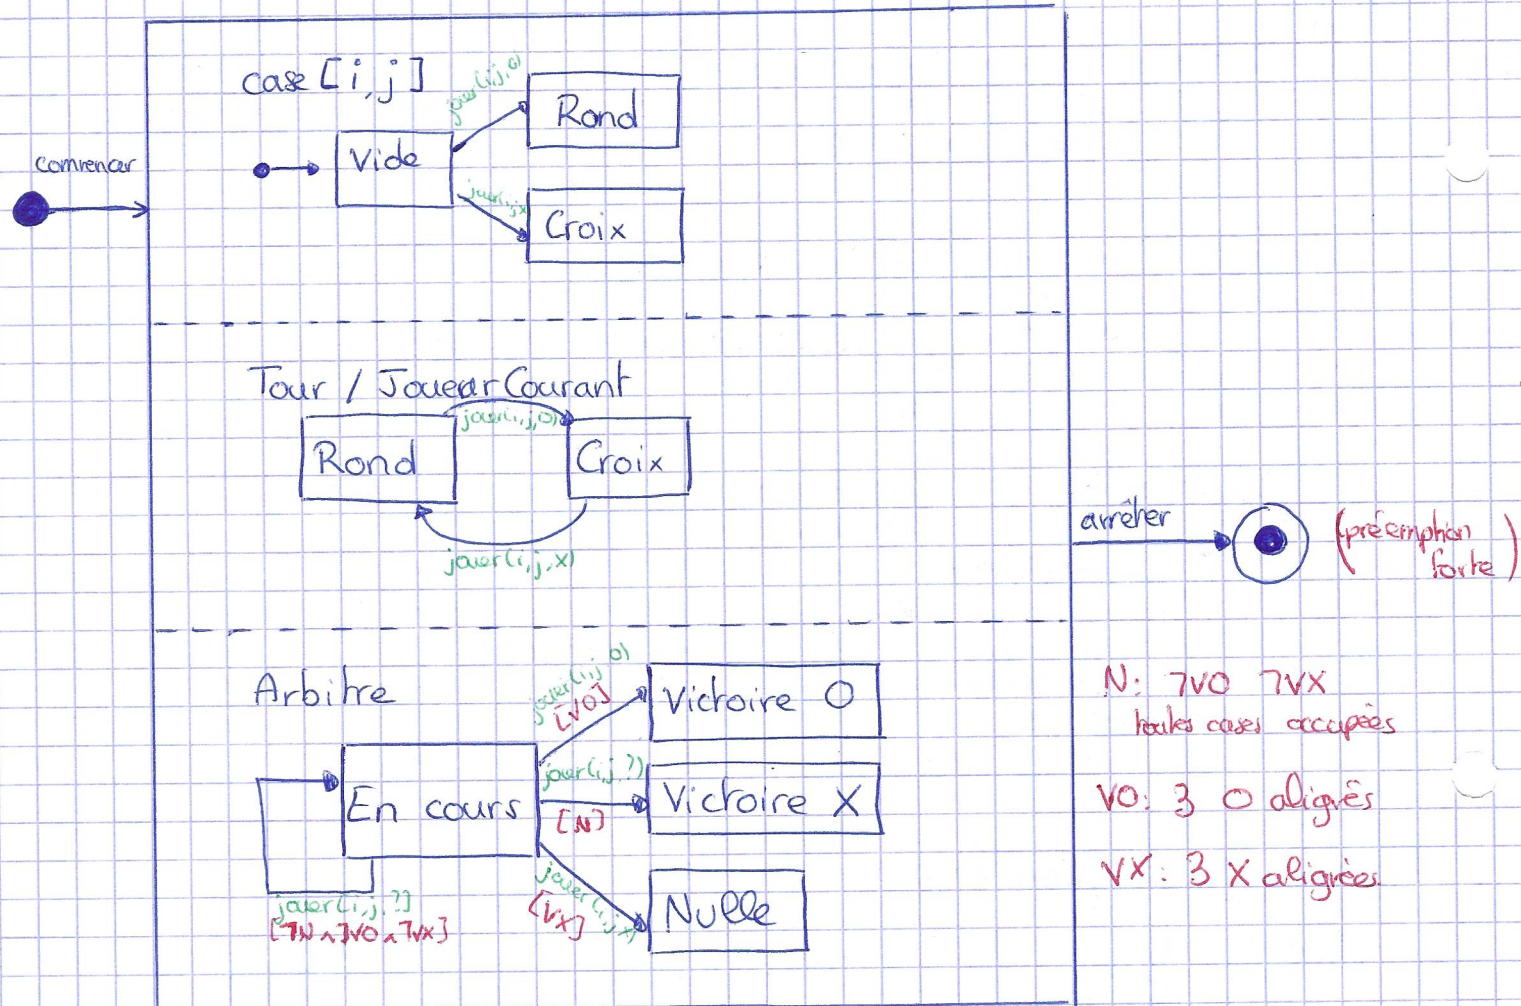 case [i,j]
jouer(i,j,o)
Rond
commencer
Vide
jouer(i,j,x)
Croix
Tour / JoueurCourant
jouer(i,j,o)
Rond
Croix
jouer(i,j,x)
arrêter
(préemption
forte)
Arbitre
jouer(i,j,o)
[VO]
Victoire O
En cours
jouer(i,j,?)
[N]
Victoire X
jouer(i,j,x)
[VX]
Nulle
jouer(i,j,?)
[¬N ∧ ¬VO ∧ ¬VX]
N: ¬VO ¬VX
toutes cases occupées
VO: 3 O alignés
VX: 3 X alignées